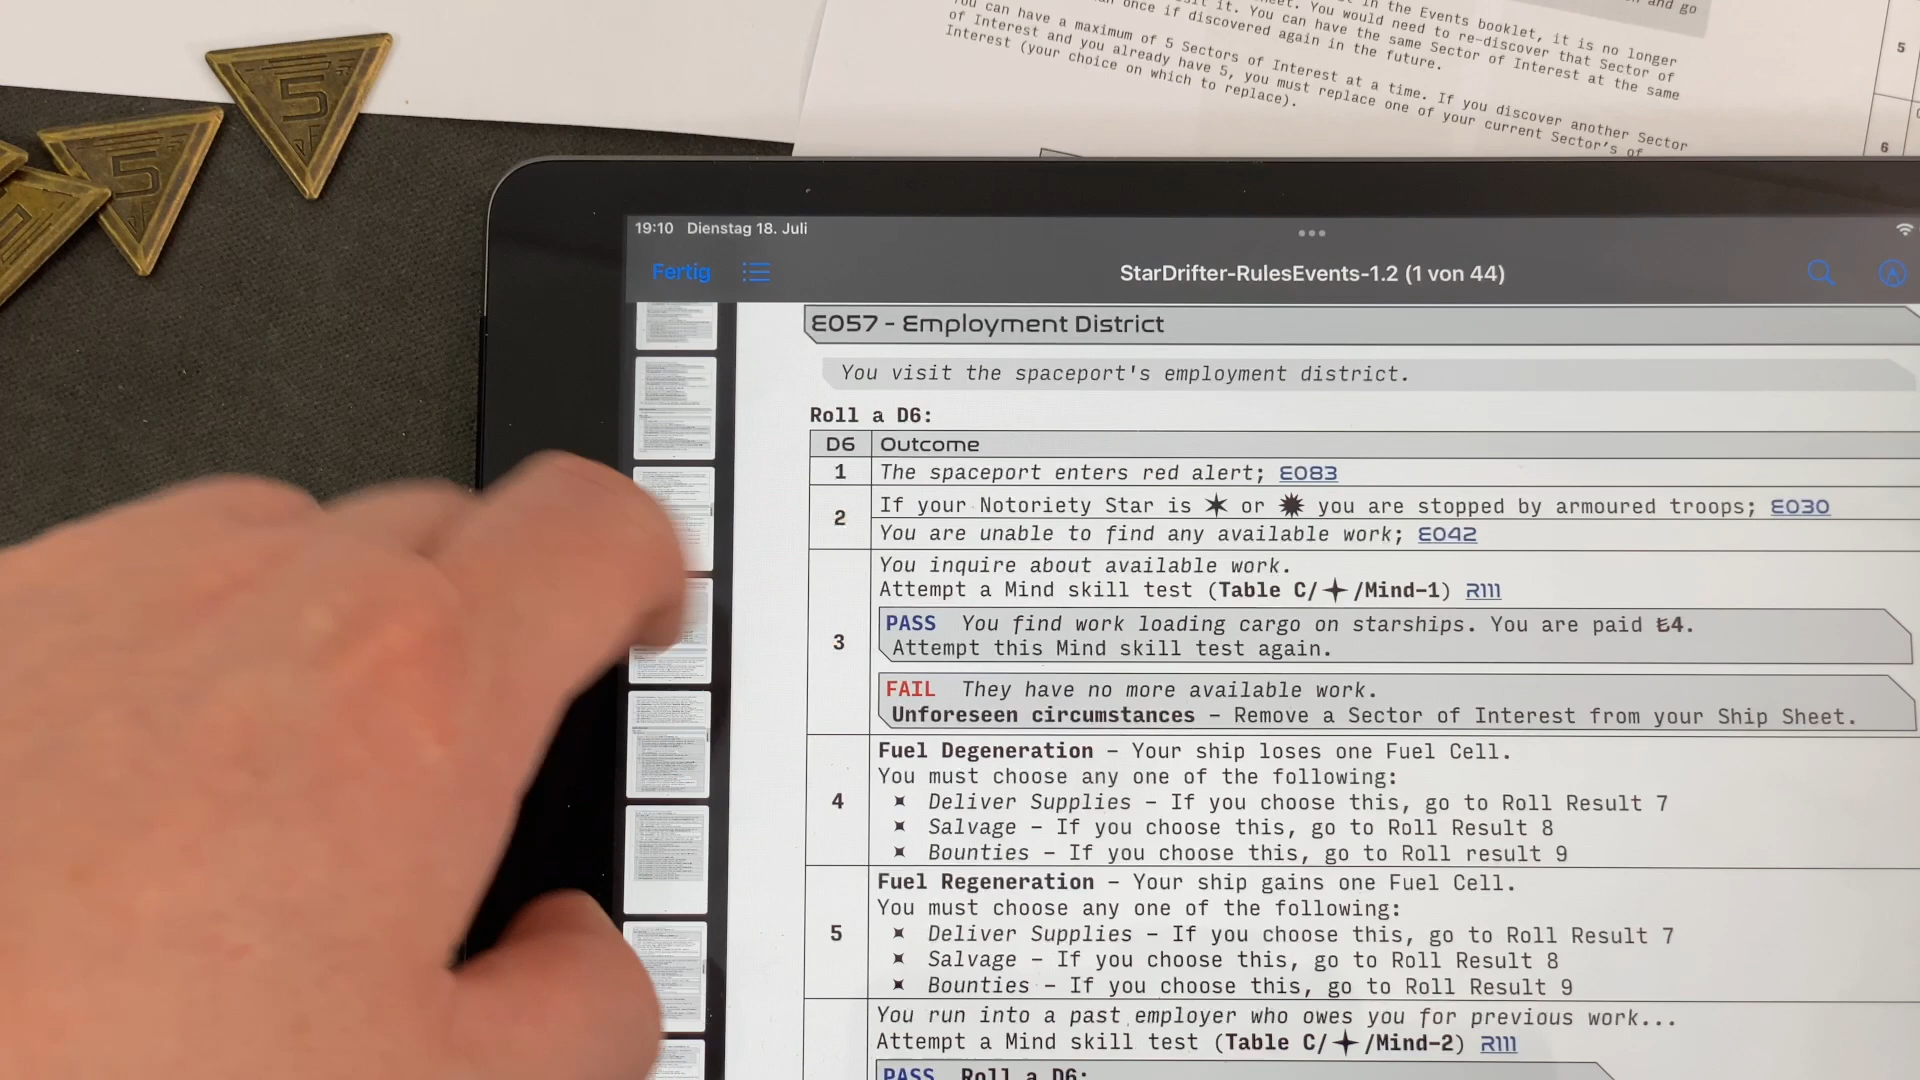 and go
in the Events booklet, it is no longer
it. You would need to re-discover that Sector of
once if discovered again in the future. You can have the same Sector of Interest at the same
You can have a maximum of 5 Sectors of Interest at a time. If you discover another Sector
of Interest and you already have 5, you must replace one of your current Sector's of
Interest (your choice on which to replace).
5
6
5
5
19:10 Dienstag 18. Juli
Fertig
StarDrifter-RulesEvents-1.2 (1 von 44)
E057 - Employment District
You visit the spaceport's employment district.
Roll a D6:
D6 Outcome
1 The spaceport enters red alert; E083
2 If your Notoriety Star is ✶ or ✹ you are stopped by armoured troops; E030
You are unable to find any available work; E042
You inquire about available work.
Attempt a Mind skill test (Table C/✦/Mind-1) R111
3
PASS You find work loading cargo on starships. You are paid ₺4.
Attempt this Mind skill test again.
FAIL They have no more available work.
Unforeseen circumstances – Remove a Sector of Interest from your Ship Sheet.
Fuel Degeneration – Your ship loses one Fuel Cell.
You must choose any one of the following:
4 Deliver Supplies – If you choose this, go to Roll Result 7
Salvage – If you choose this, go to Roll Result 8
Bounties – If you choose this, go to Roll result 9
Fuel Regeneration – Your ship gains one Fuel Cell.
You must choose any one of the following:
5 Deliver Supplies – If you choose this, go to Roll Result 7
Salvage – If you choose this, go to Roll Result 8
Bounties – If you choose this, go to Roll Result 9
You run into a past employer who owes you for previous work...
Attempt a Mind skill test (Table C/✦/Mind-2) R111
PASS Roll a D6: